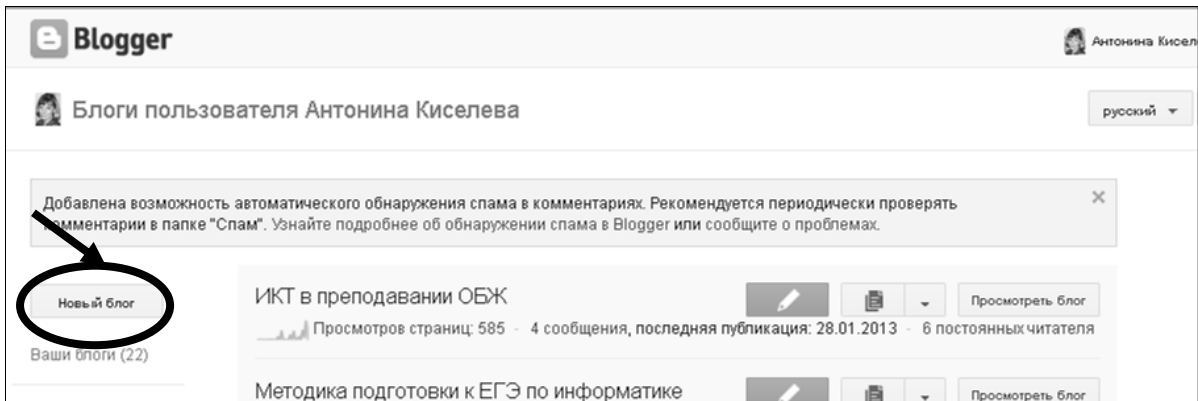 Blogger
Антонина Кисел
Блоги пользователя Антонина Киселева
русский
Добавлена возможность автоматического обнаружения спама в комментариях. Рекомендуется периодически проверять
комментарии в папке "Спам". Узнайте подробнее об обнаружении спама в Blogger или сообщите о проблемах.
Новый блог
Ваши блоги (22)
ИКТ в преподавании ОБЖ
Просмотреть блог
Просмотров страниц: 585 - 4 сообщения, последняя публикация: 28.01.2013 - 6 постоянных читателя
Методика подготовки к ЕГЭ по информатике
Просмотреть блог